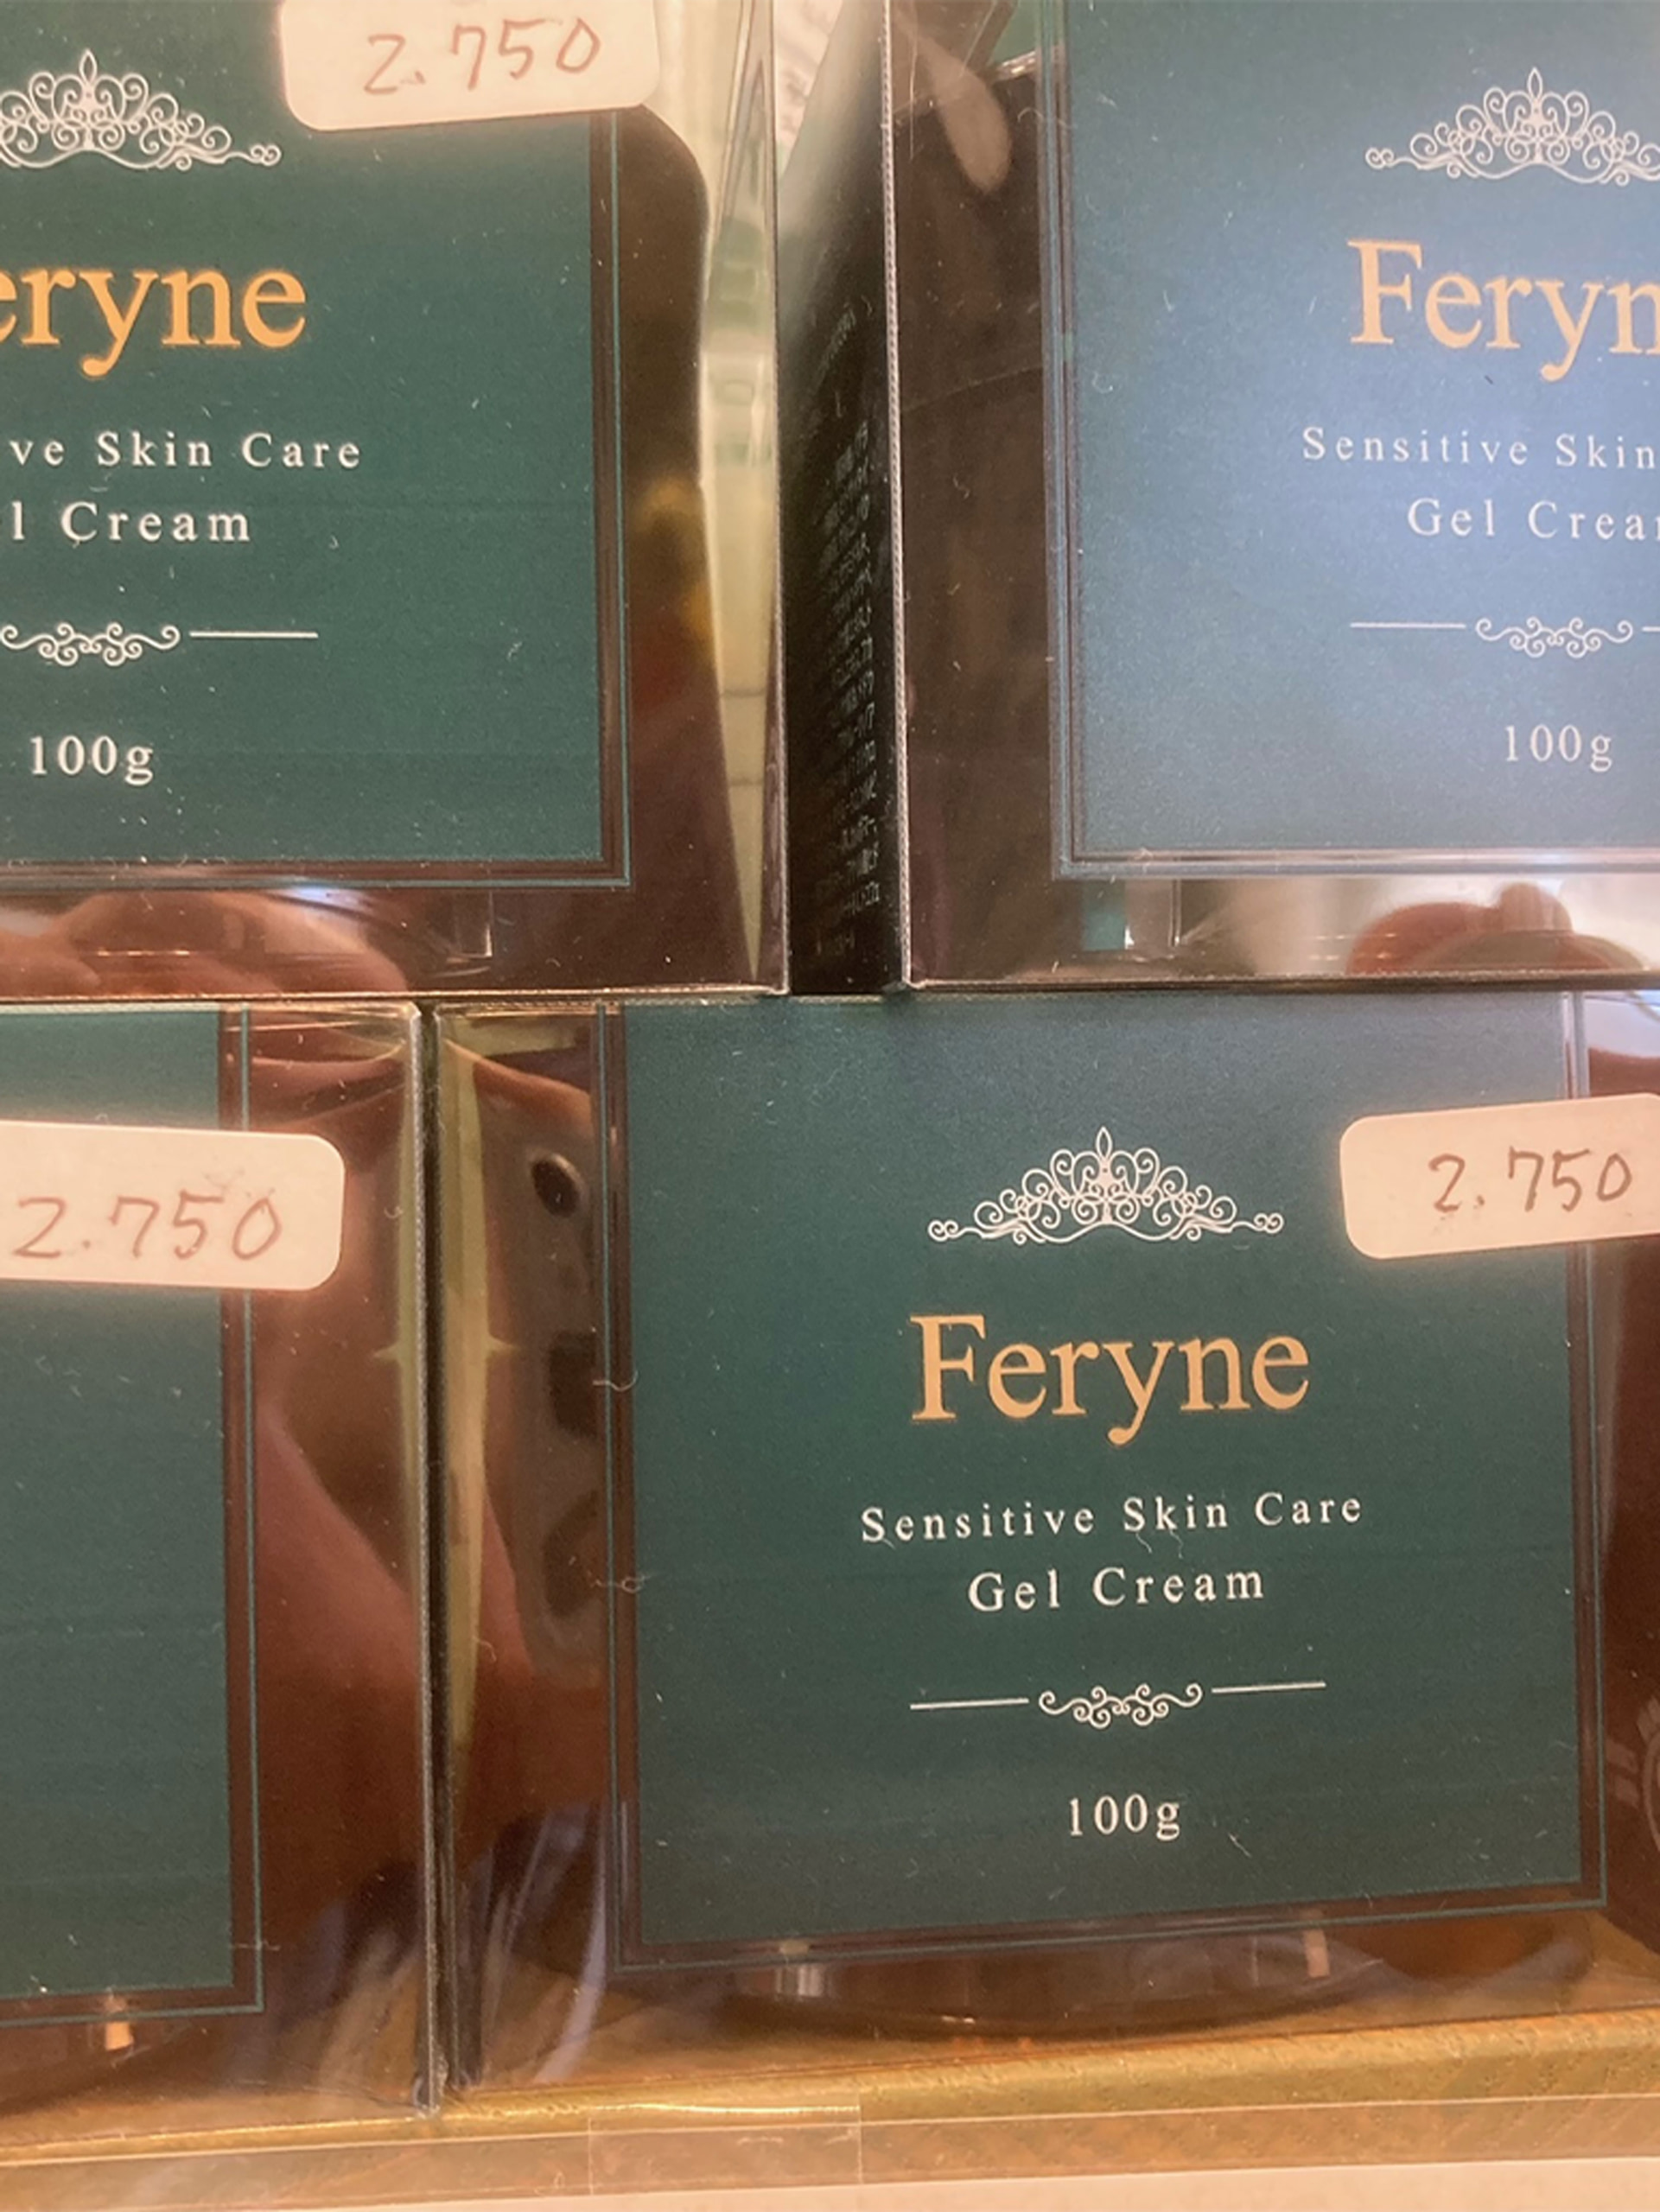 2.750
eryne
ve Skin Care
l Cream
100g
Feryn
Sensitive Skin
Gel Crea
100g
2.750
2.750
Feryne
Sensitive Skin Care
Gel Cream
100g